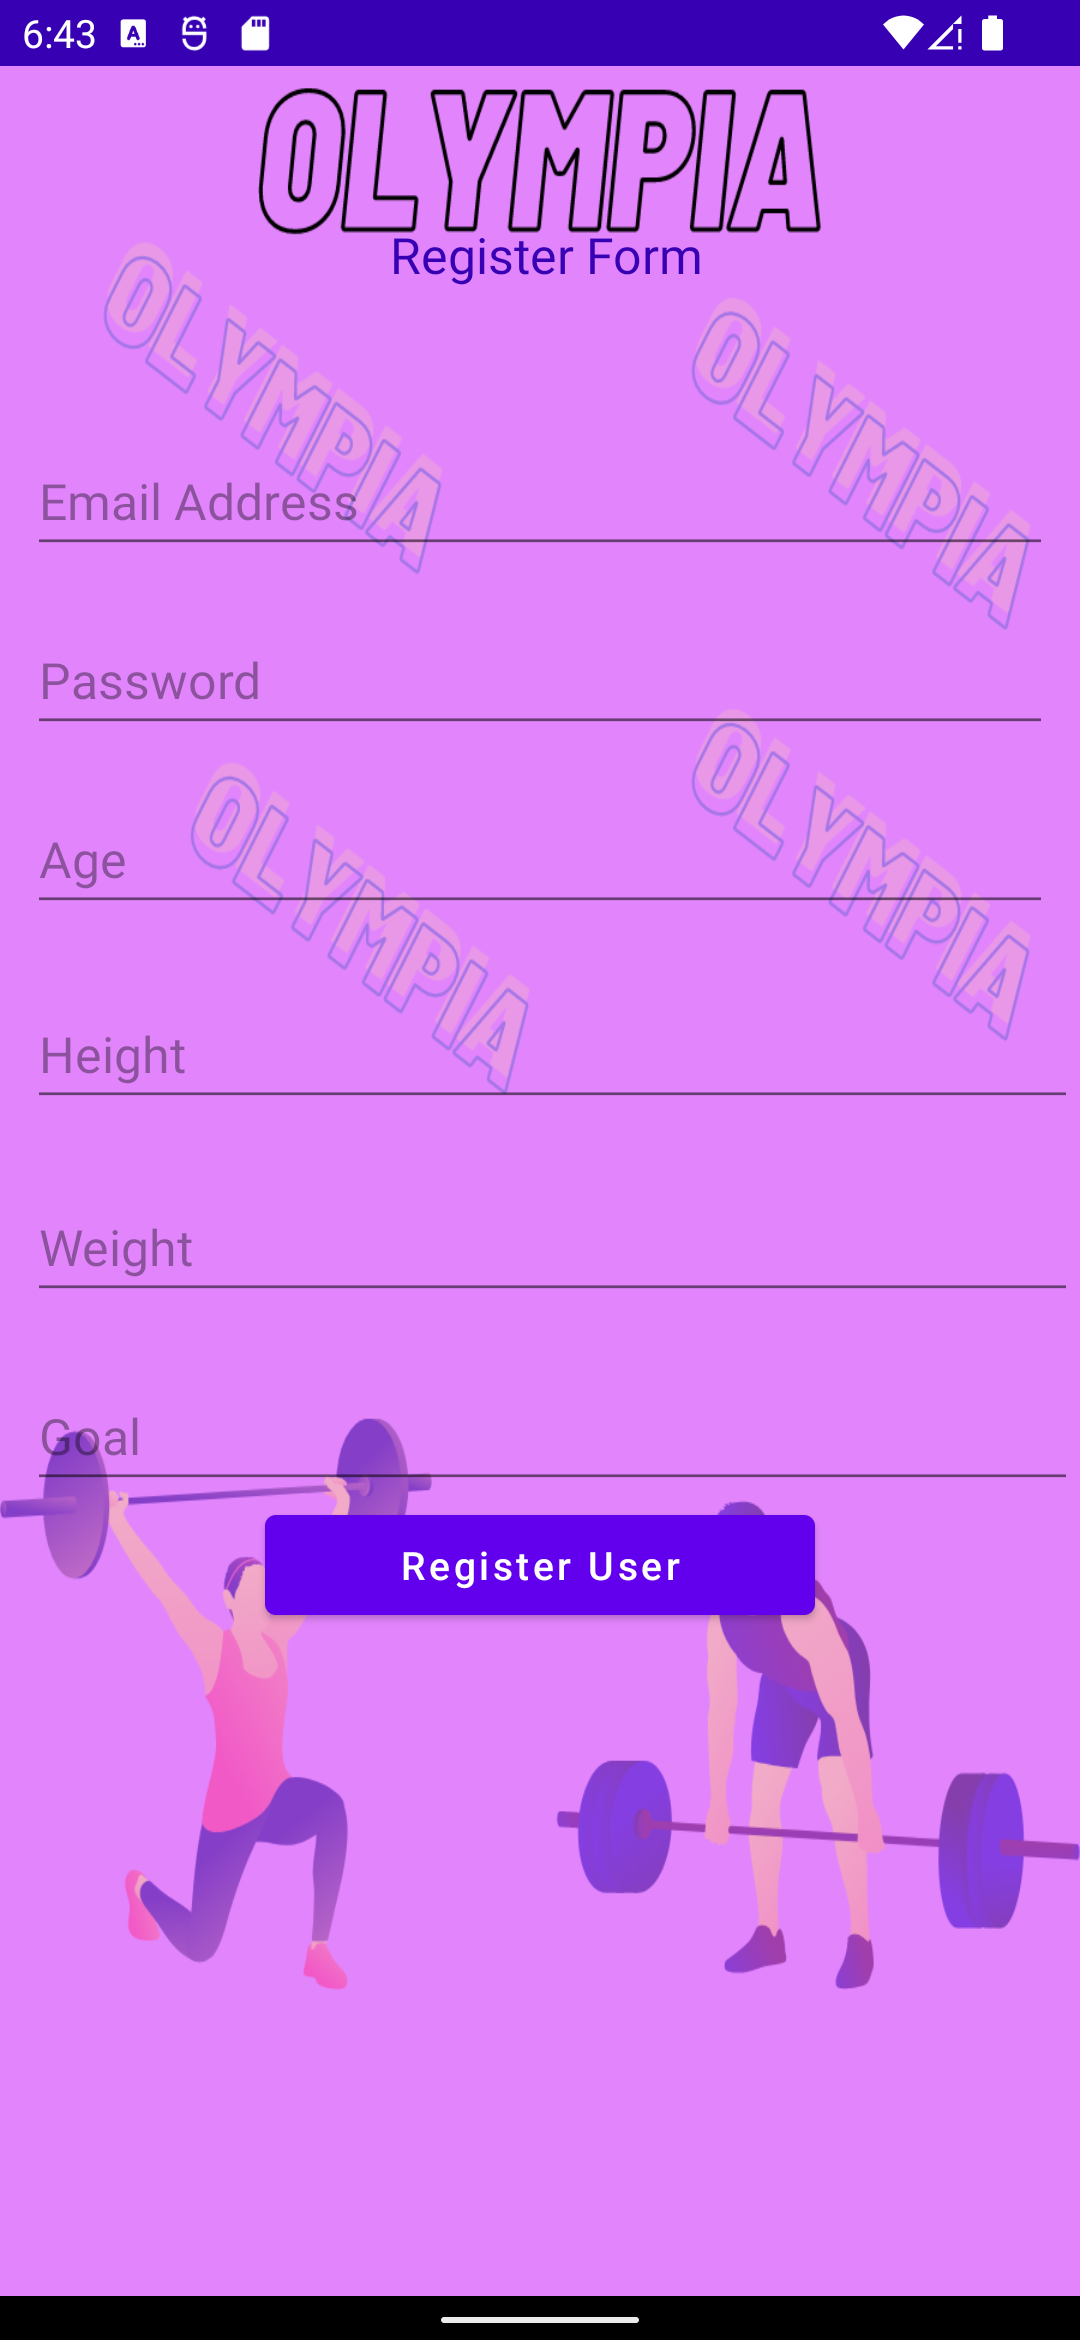 6:43
OLYMPIA
Register Form
OLYMPIA
OLYMPIA
Email Address
Password
OLYMPIA
OLYMPIA
Age
Height
Weight
Goal
Register User